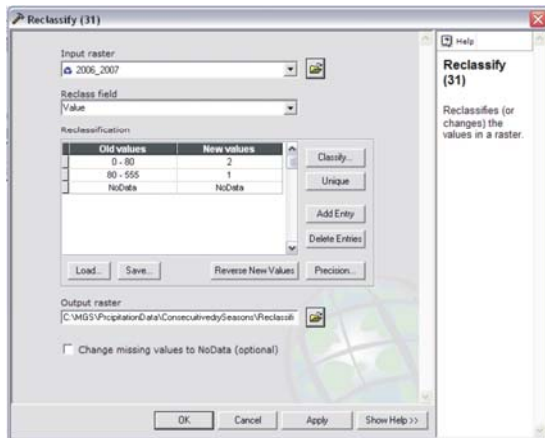 Reclassify (31)
Input raster
2006_2007
Reclass field
Value
Reclassification
Old values New values
0 - 80 2
80 - 555 1
NoData NoData
Classify...
Unique
Add Entry
Delete Entries
Load... Save... Reverse New Values Precision...
Output raster
C:\MGS\PrcipitationData\ConsecuitivedrySeasons\Reclassifi
Change missing values to NoData (optional)
OK Cancel Apply Show Help >>
Help
Reclassify
(31)
Reclassifies (or
changes) the
values in a raster.